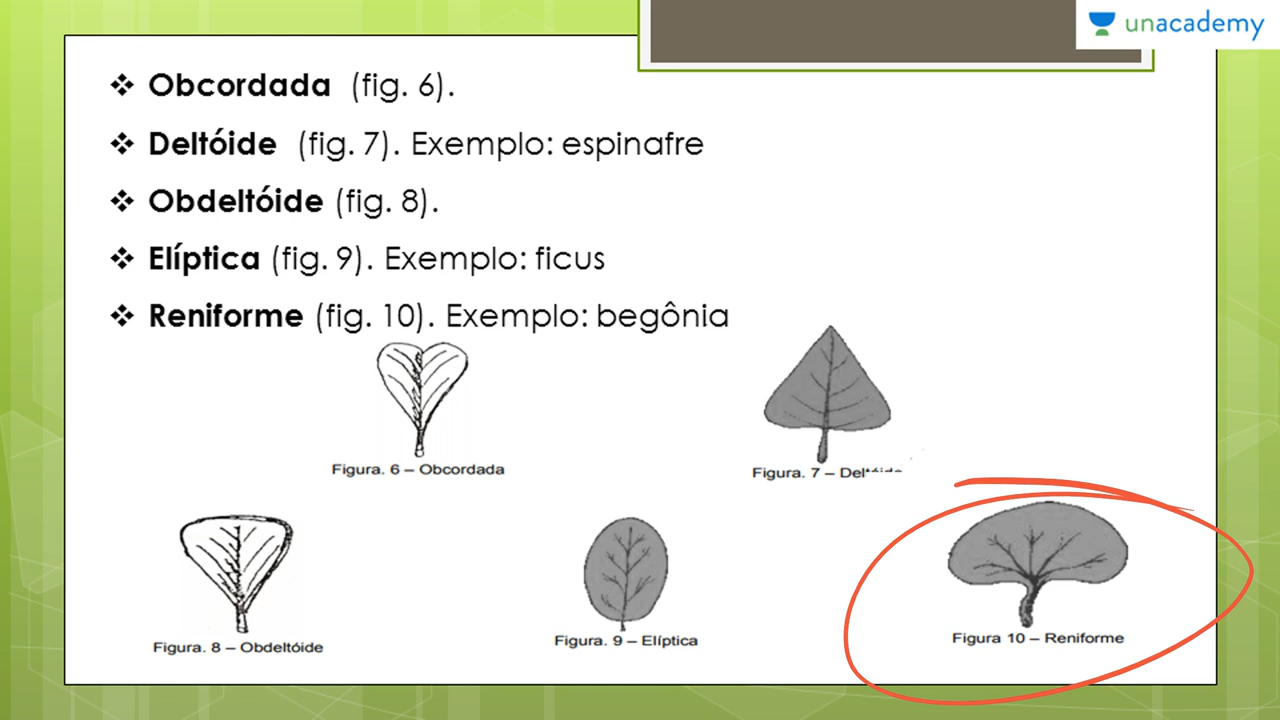 unacademy
❖ Obcordada (fig. 6).
❖ Deltóide (fig. 7). Exemplo: espinafre
❖ Obdeltóide (fig. 8).
❖ Elíptica (fig. 9). Exemplo: ficus
❖ Reniforme (fig. 10). Exemplo: begônia
Figura. 6 – Obcordada
Figura. 7 – Deltóide
Figura. 8 – Obdeltóide
Figura. 9 – Elíptica
Figura 10 – Reniforme